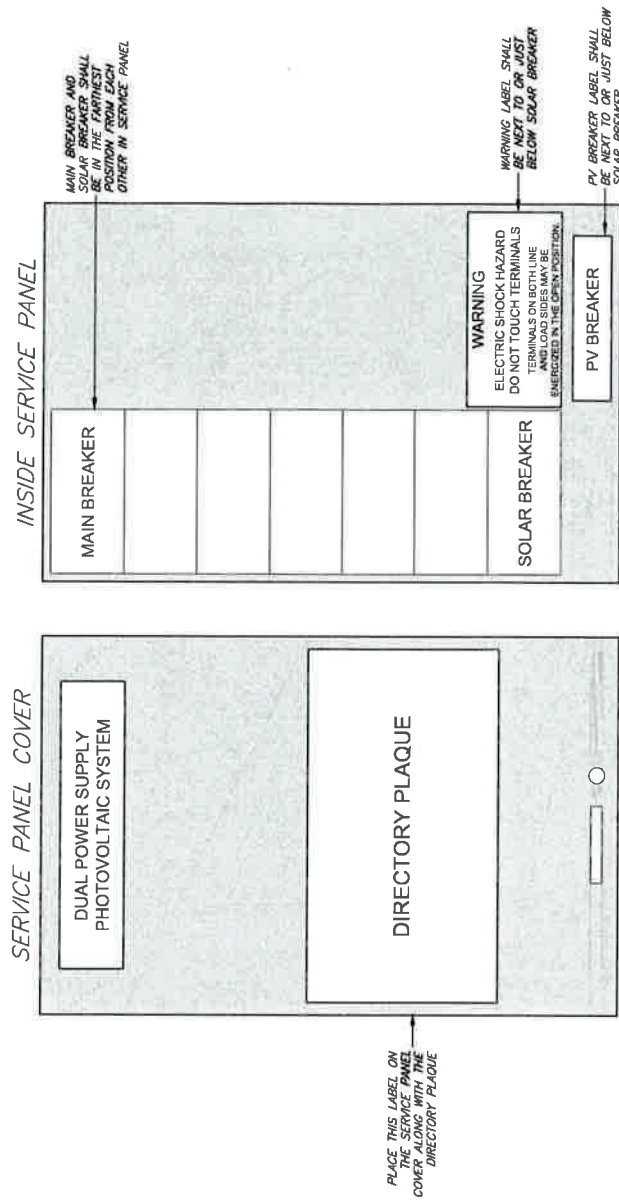 SERVICE PANEL COVER
DUAL POWER SUPPLY
PHOTOVOLTAIC SYSTEM
DIRECTORY PLAQUE
PLACE THIS LABEL ON
THE SERVICE PANEL
COVER ALONG WITH THE
DIRECTORY PLAQUE
INSIDE SERVICE PANEL
MAIN BREAKER
SOLAR BREAKER
WARNING
ELECTRIC SHOCK HAZARD
DO NOT TOUCH TERMINALS
TERMINALS ON BOTH LINE
AND LOAD SIDES MAY BE
ENERGIZED IN THE OPEN POSITION.
PV BREAKER
MAIN BREAKER AND
SOLAR BREAKER SHALL
BE IN THE FARTHEST
POSITION FROM EACH
OTHER IN SERVICE PANEL
WARNING LABEL SHALL
BE NEXT TO OR JUST
BELOW SOLAR BREAKER
PV BREAKER LABEL SHALL
BE NEXT TO OR JUST BELOW
SOLAR BREAKER